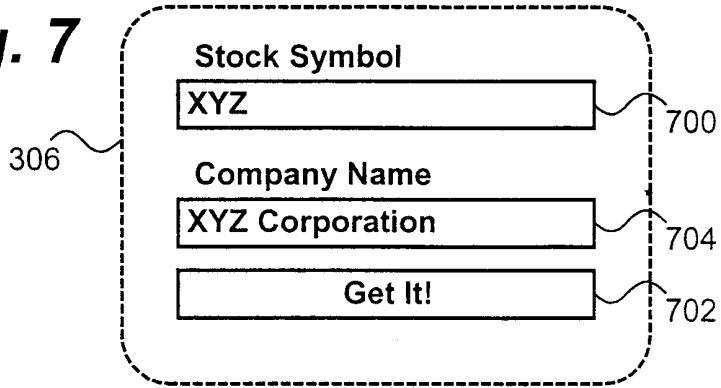 g. 7
Stock Symbol
XYZ
700
306
Company Name
XYZ Corporation
704
Get It!
702